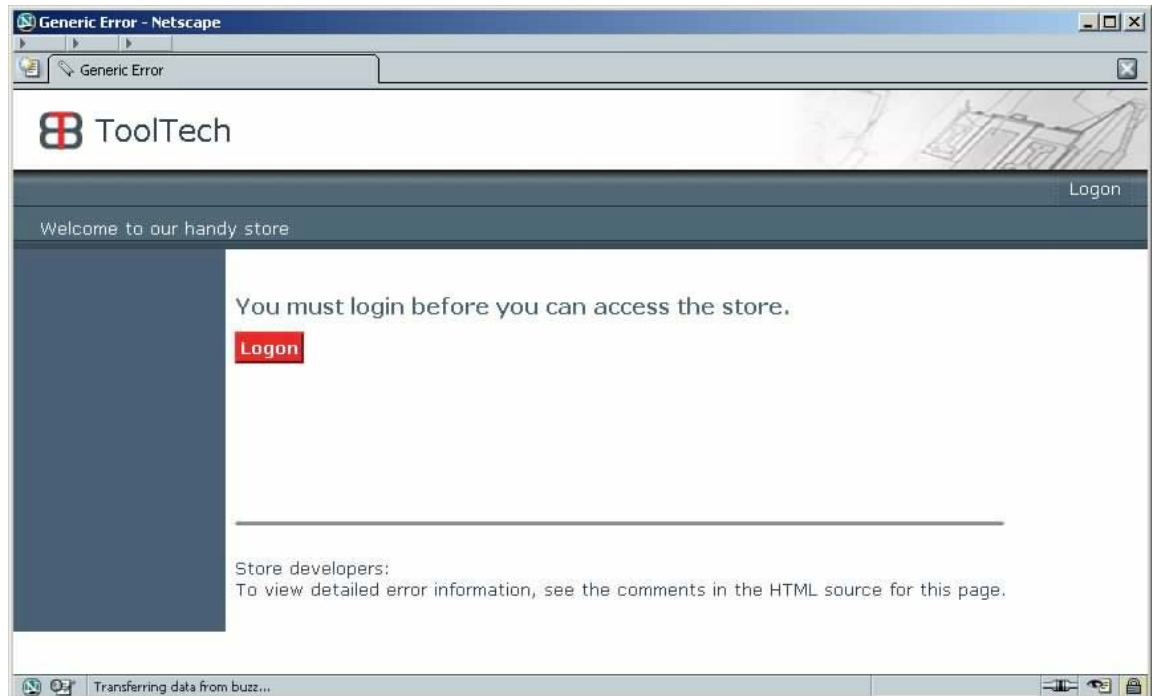 Generic Error - Netscape
Generic Error
ToolTech
Logon
Welcome to our handy store
You must login before you can access the store.
Logon
Store developers:
To view detailed error information, see the comments in the HTML source for this page.
Transferring data from buzz...